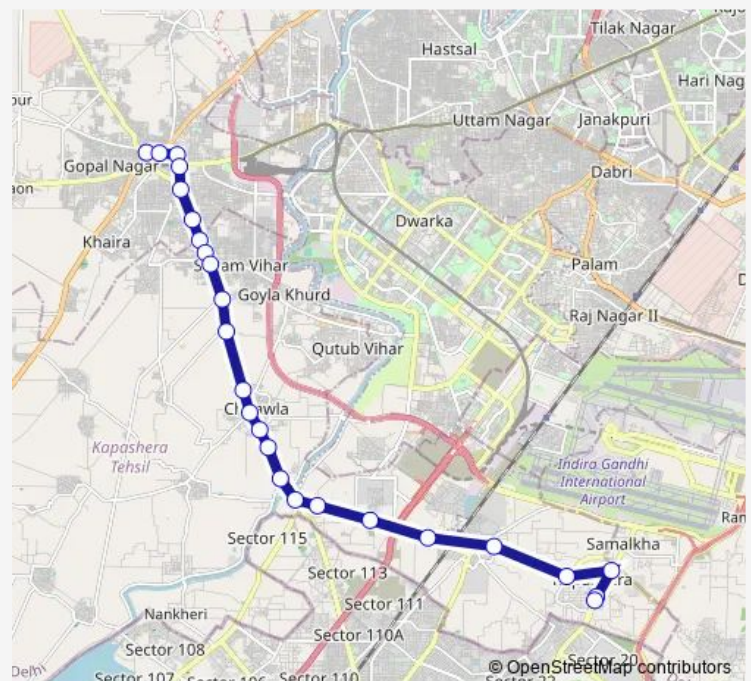 Tilak Nagar
Hastsal
Hari Nag
our
Uttam Nagar
Janakpuri
Gopal Nagar
Dabri
Dwarka
Khaira
Palam
Goyla Khurd
Raj Nagar II
Qutub Vihar
Kapashera
Tehsil
Indira Gandhi
International
Airport
Sector 115
Samalkha
Sector 113
Sector 111
Nankheri
Sector 110A
Sector 108
Delhi
© OpenStreetMap contributors
Sector 107
Sector 110